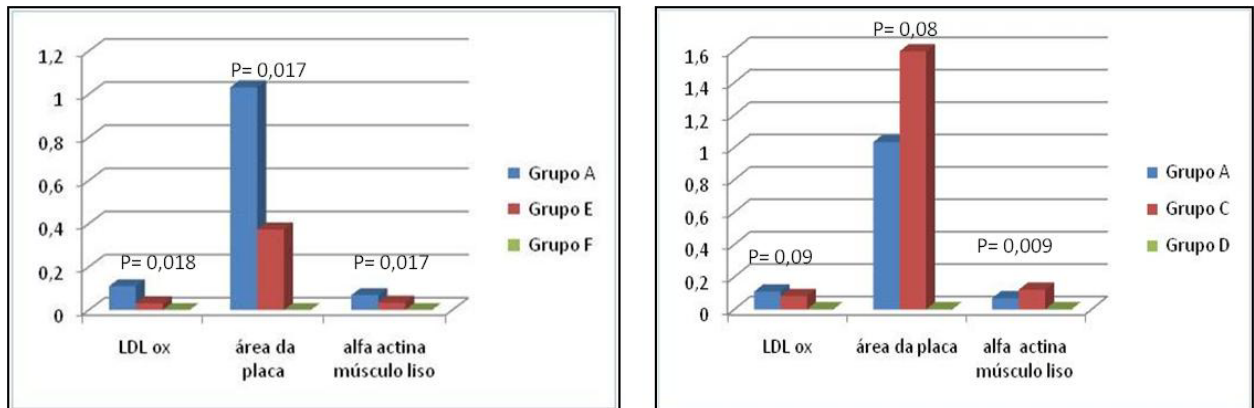 1,2
1
0,8
0,6
0,4
0,2
0
P= 0,018
P= 0,017
P= 0,017
LDL ox
área da
placa
alfa actina
músculo liso
Grupo A
Grupo E
Grupo F
1,6
1,4
1,2
1
0,8
0,6
0,4
0,2
0
P= 0,09
P= 0,08
P= 0,009
LDL ox
área da placa
alfa actina
músculo liso
Grupo A
Grupo C
Grupo D